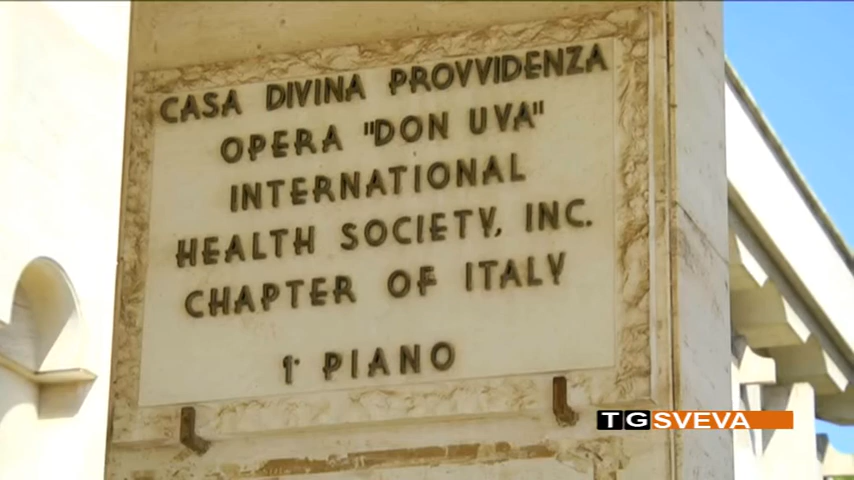 CASA DIVINA PROVVIDENZA
OPERA "DON UVA"
INTERNATIONAL
HEALTH SOCIETY, INC.
CHAPTER OF ITALY
1° PIANO
TGSVEVA